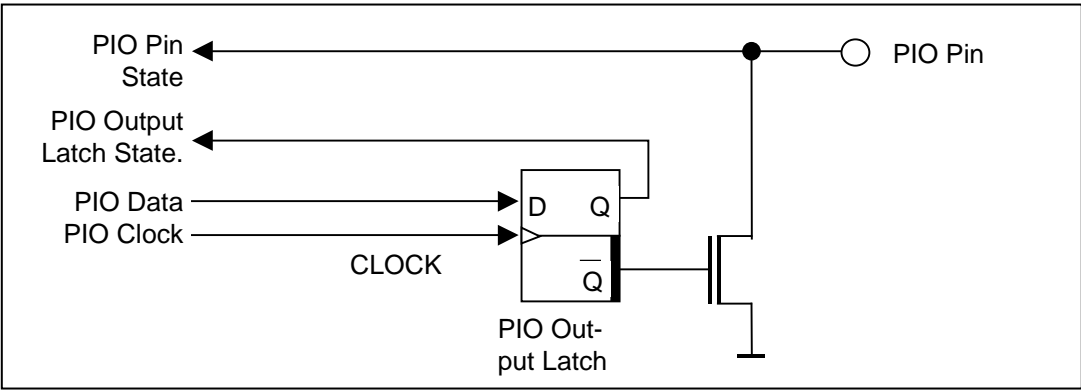 PIO Pin
State
PIO Pin
PIO Output
Latch State.
PIO Data
PIO Clock
D
Q
CLOCK
Q
PIO Out-
put Latch